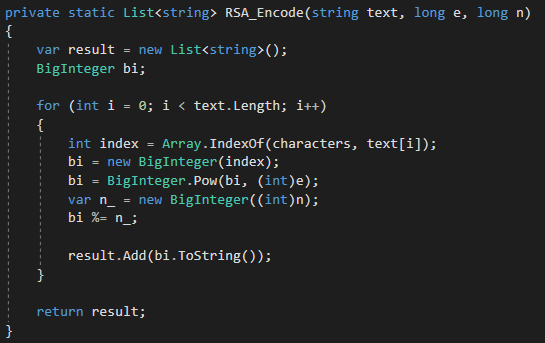 private static List<string> RSA_Encode(string text, long e, long n)
{
    var result = new List<string>();
    BigInteger bi;

    for (int i = 0; i < text.Length; i++)
    {
        int index = Array.IndexOf(characters, text[i]);
        bi = new BigInteger(index);
        bi = BigInteger.Pow(bi, (int)e);
        var n_ = new BigInteger((int)n);
        bi %= n_;

        result.Add(bi.ToString());
    }

    return result;
}